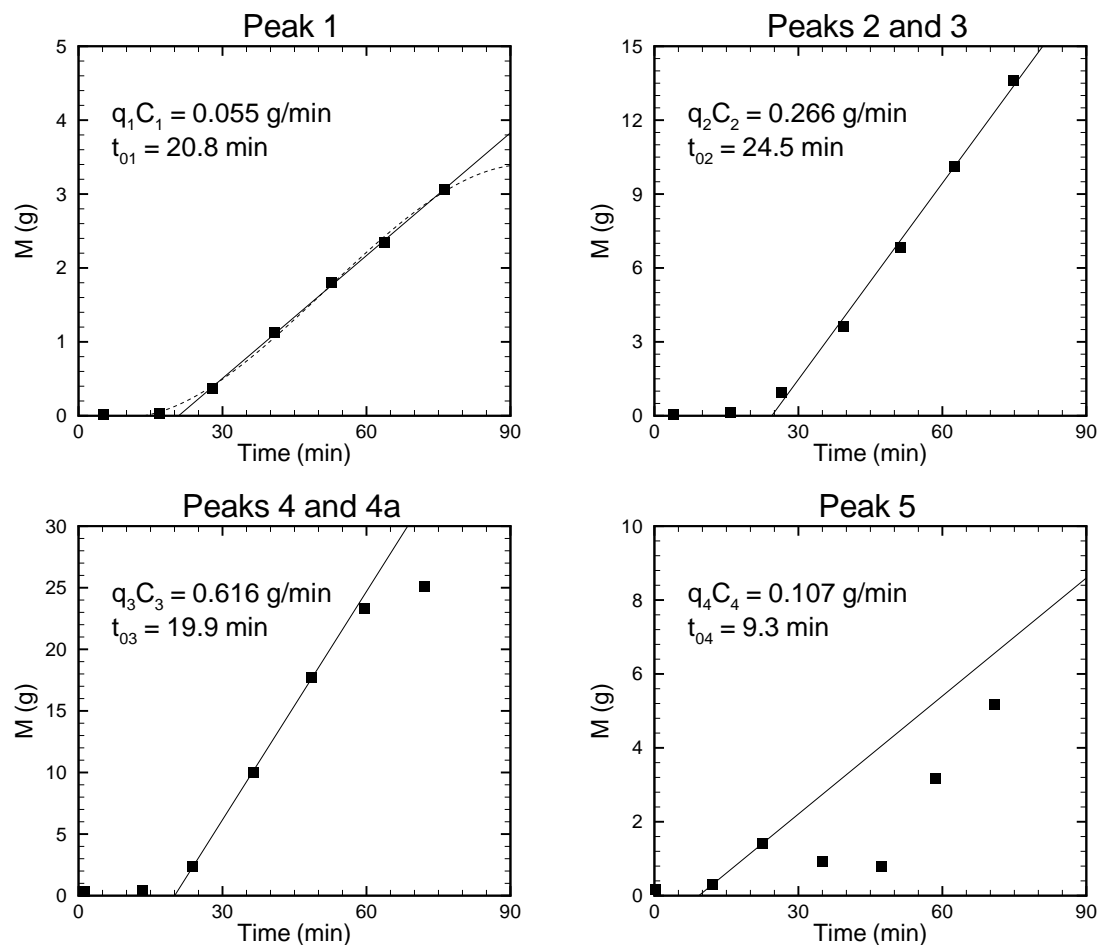 Peak 1
5
4
3
2
1
0
M (g)
q₁C₁ = 0.055 g/min
t₀₁ = 20.8 min
0 30 60 90
Time (min)
Peaks 2 and 3
15
12
9
6
3
0
M (g)
q₂C₂ = 0.266 g/min
t₀₂ = 24.5 min
0 30 60 90
Time (min)
Peaks 4 and 4a
30
25
20
15
10
5
0
M (g)
q₃C₃ = 0.616 g/min
t₀₃ = 19.9 min
0 30 60 90
Time (min)
Peak 5
10
8
6
4
2
0
M (g)
q₄C₄ = 0.107 g/min
t₀₄ = 9.3 min
0 30 60 90
Time (min)